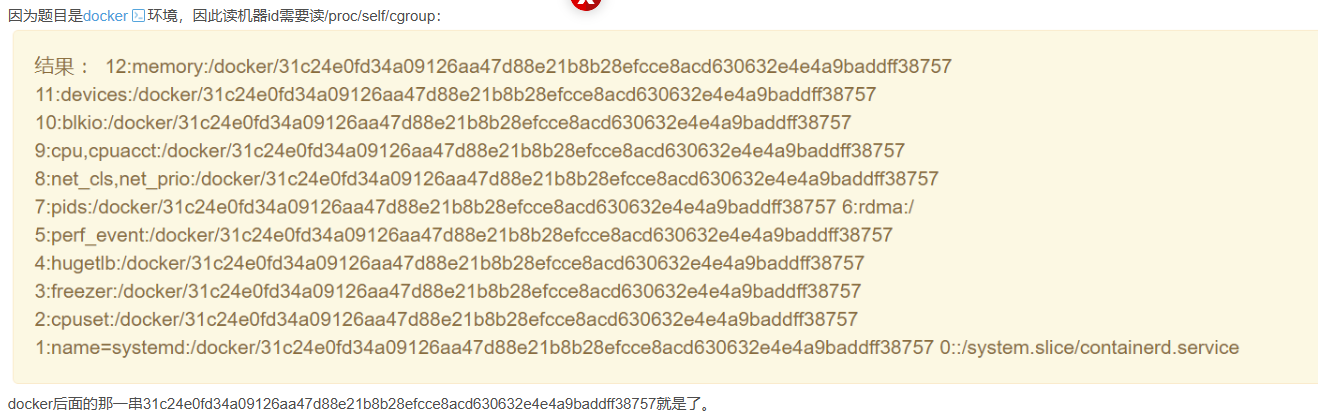 因为题目是docker环境，因此读机器id需要读/proc/self/cgroup：
结果： 12:memory:/docker/31c24e0fd34a09126aa47d88e21b8b28efcce8acd630632e4e4a9baddff38757
11:devices:/docker/31c24e0fd34a09126aa47d88e21b8b28efcce8acd630632e4e4a9baddff38757
10:blkio:/docker/31c24e0fd34a09126aa47d88e21b8b28efcce8acd630632e4e4a9baddff38757
9:cpu,cpuacct:/docker/31c24e0fd34a09126aa47d88e21b8b28efcce8acd630632e4e4a9baddff38757
8:net_cls,net_prio:/docker/31c24e0fd34a09126aa47d88e21b8b28efcce8acd630632e4e4a9baddff38757
7:pids:/docker/31c24e0fd34a09126aa47d88e21b8b28efcce8acd630632e4e4a9baddff38757 6:rdma:/
5:perf_event:/docker/31c24e0fd34a09126aa47d88e21b8b28efcce8acd630632e4e4a9baddff38757
4:hugetlb:/docker/31c24e0fd34a09126aa47d88e21b8b28efcce8acd630632e4e4a9baddff38757
3:freezer:/docker/31c24e0fd34a09126aa47d88e21b8b28efcce8acd630632e4e4a9baddff38757
2:cpuset:/docker/31c24e0fd34a09126aa47d88e21b8b28efcce8acd630632e4e4a9baddff38757
1:name=systemd:/docker/31c24e0fd34a09126aa47d88e21b8b28efcce8acd630632e4e4a9baddff38757 0::/system.slice/containerd.service
docker后面的那一串31c24e0fd34a09126aa47d88e21b8b28efcce8acd630632e4e4a9baddff38757就是了。